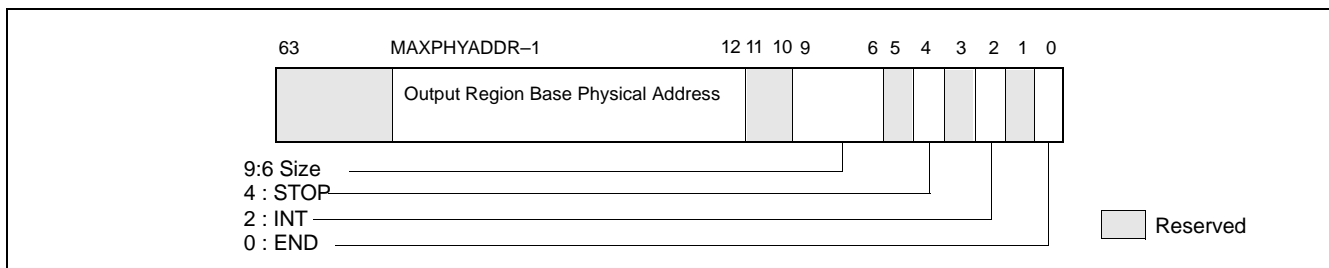 63 MAXPHYADDR–1 12 11 10 9 6 5 4 3 2 1 0
Output Region Base Physical Address
9:6 Size
4 : STOP
2 : INT
0 : END
Reserved